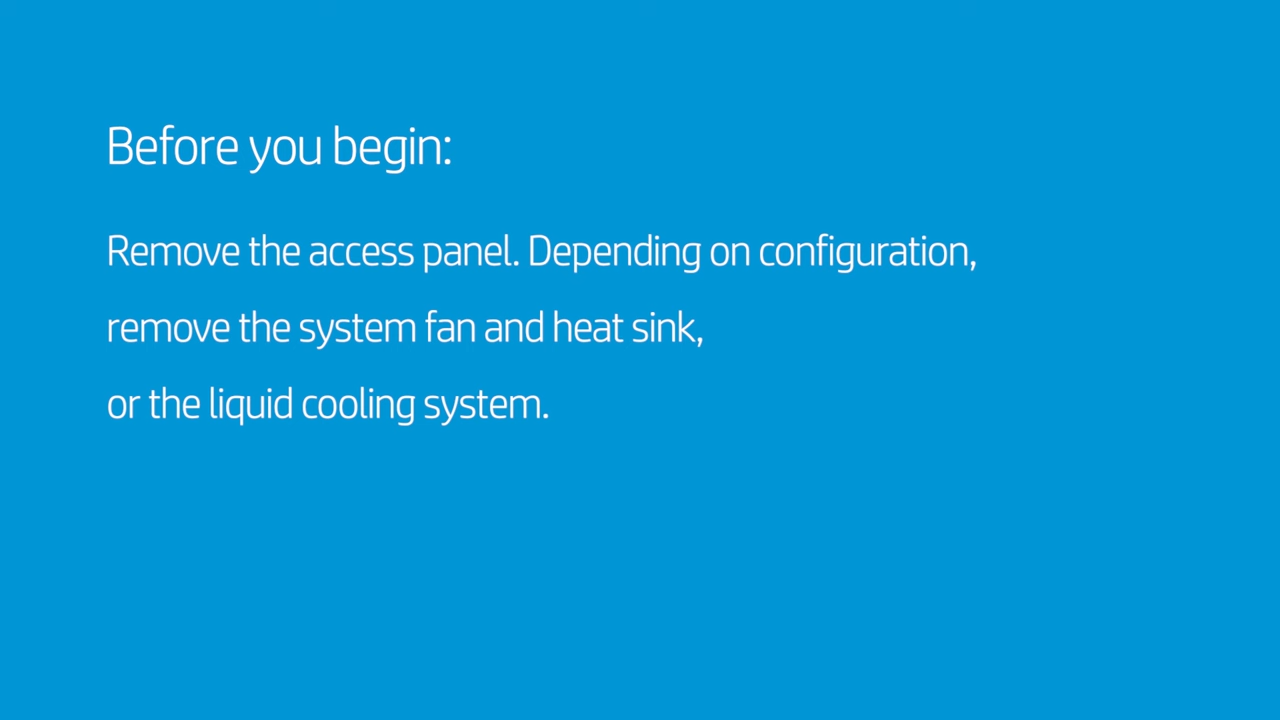 Before you begin:
Remove the access panel. Depending on configuration,
remove the system fan and heat sink,
or the liquid cooling system.